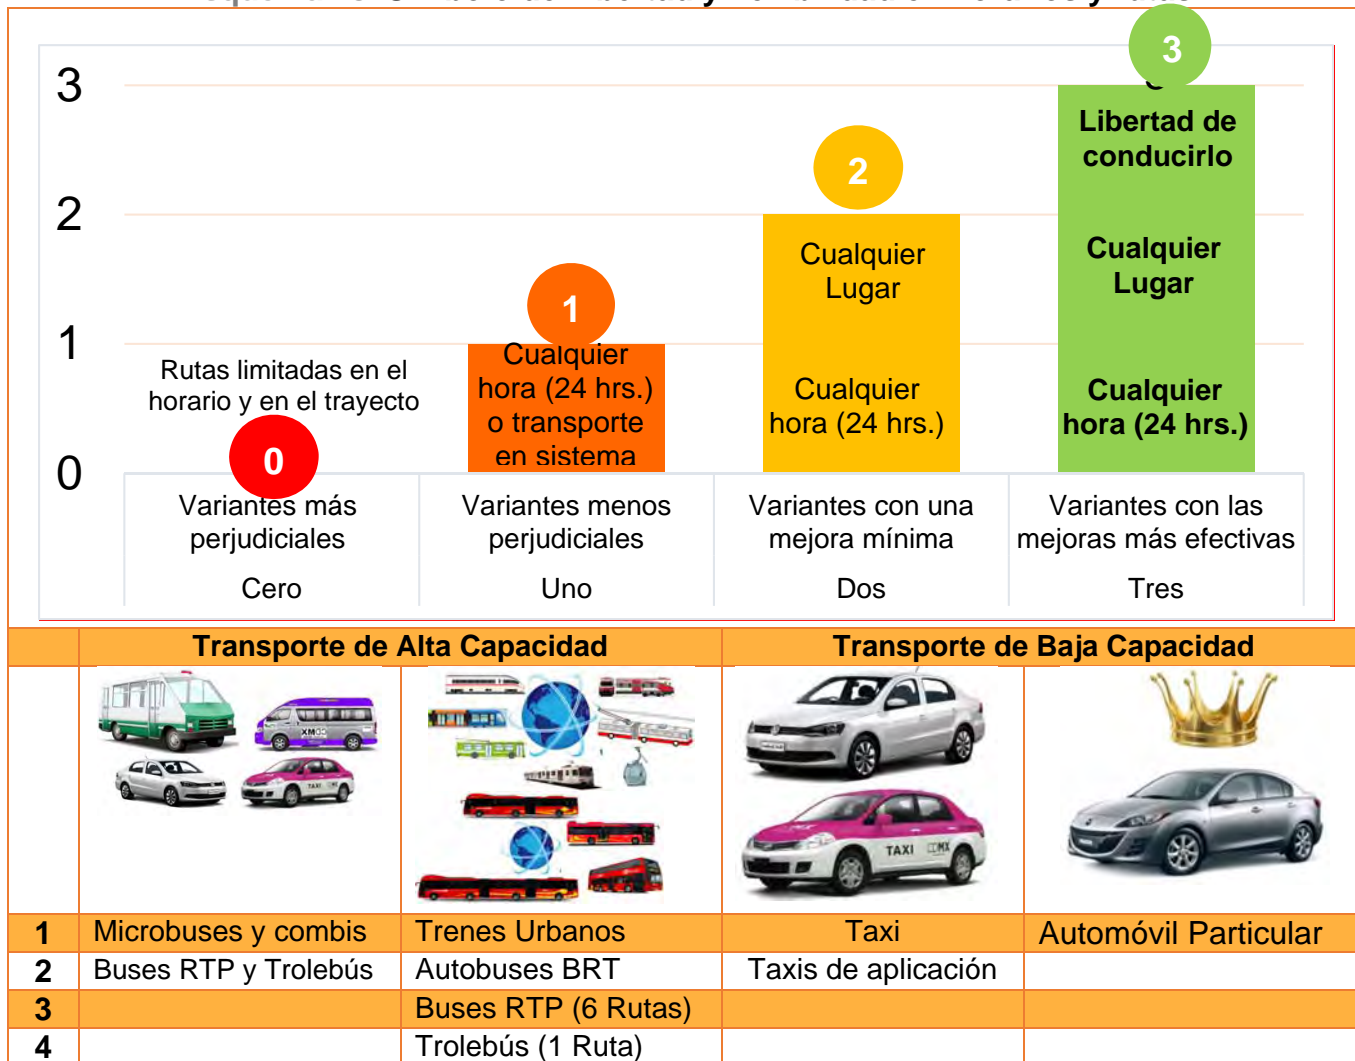 3
3
Libertad de
conducirlo
2
2
Cualquier
Lugar
Cualquier
Lugar
1
1
Rutas limitadas en el
horario y en el trayecto
Cualquier
hora (24 hrs.)
o transporte
en sistema
Cualquier
hora (24 hrs.)
Cualquier
hora (24 hrs.)
0
0
Variantes más
perjudiciales
Variantes menos
perjudiciales
Variantes con una
mejora mínima
Variantes con las
mejoras más efectivas
Cero Uno Dos Tres
Transporte de Alta Capacidad Transporte de Baja Capacidad
TAXI
TAXI CDMX
1 Microbuses y combis Trenes Urbanos Taxi Automóvil Particular
2 Buses RTP y Trolebús Autobuses BRT Taxis de aplicación
3 Buses RTP (6 Rutas)
4 Trolebús (1 Ruta)